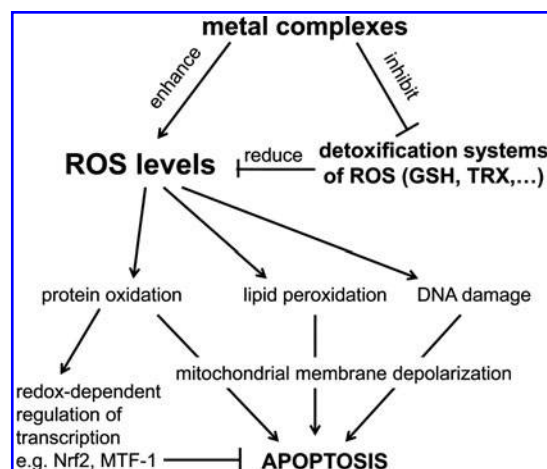 metal complexes
enhance
inhibit
ROS levels
reduce
detoxification systems
of ROS (GSH, TRX,...)
protein oxidation
lipid peroxidation
DNA damage
mitochondrial membrane depolarization
redox-dependent
regulation of
transcription
e.g. Nrf2, MTF-1
APOPTOSIS